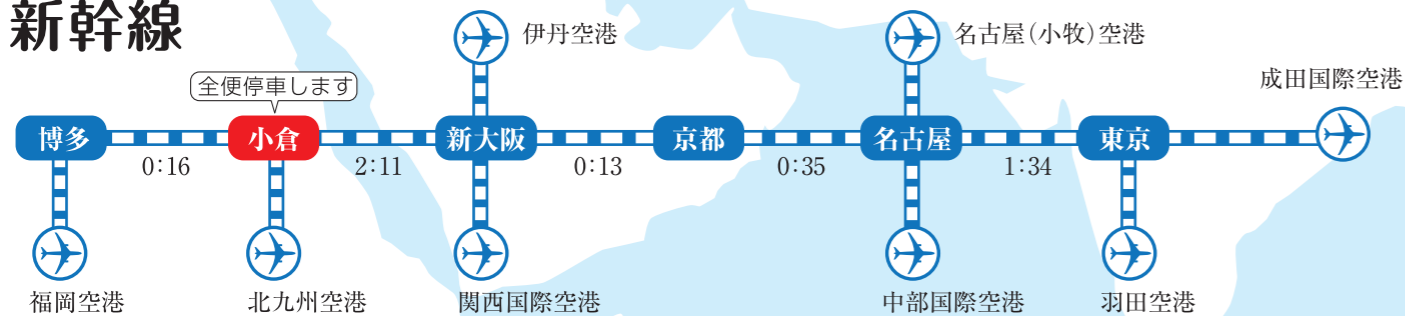 新幹線
伊丹空港
名古屋(小牧)空港
成田国際空港
全便停車します
博多
小倉
新大阪
京都
名古屋
東京
0:16
2:11
0:13
0:35
1:34
福岡空港
北九州空港
関西国際空港
中部国際空港
羽田空港